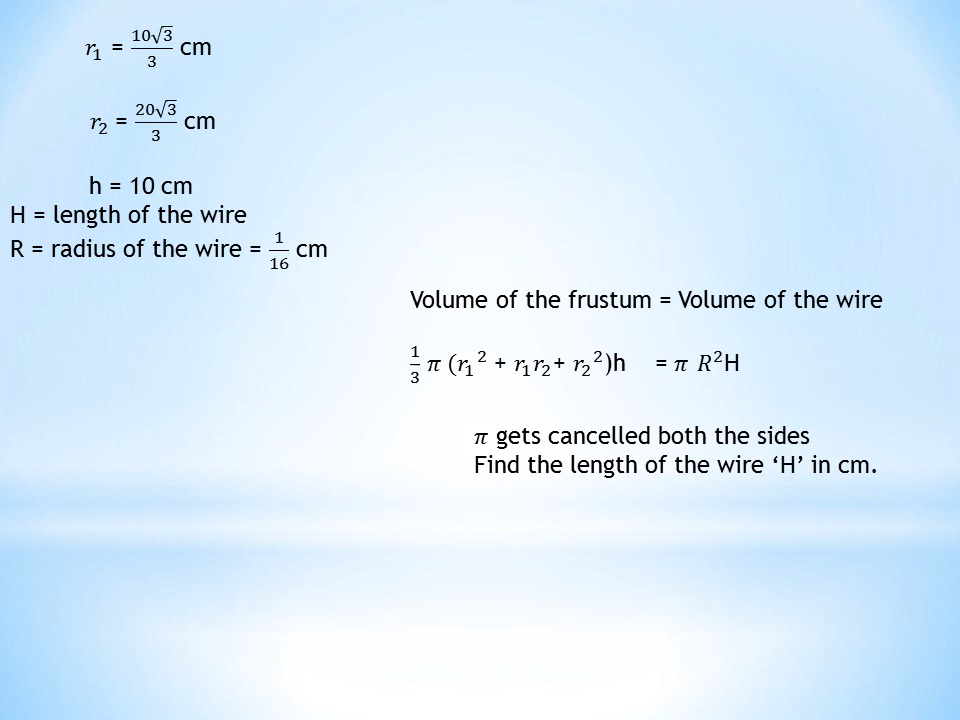 𝑟₁ = 10√3/3 cm
𝑟₂ = 20√3/3 cm
h = 10 cm
H = length of the wire
R = radius of the wire = 1/16 cm
Volume of the frustum = Volume of the wire
1/3 𝜋 (𝑟₁² + 𝑟₁𝑟₂+ 𝑟₂²)h = 𝜋 𝑅²H
𝜋 gets cancelled both the sides
Find the length of the wire ‘H’ in cm.